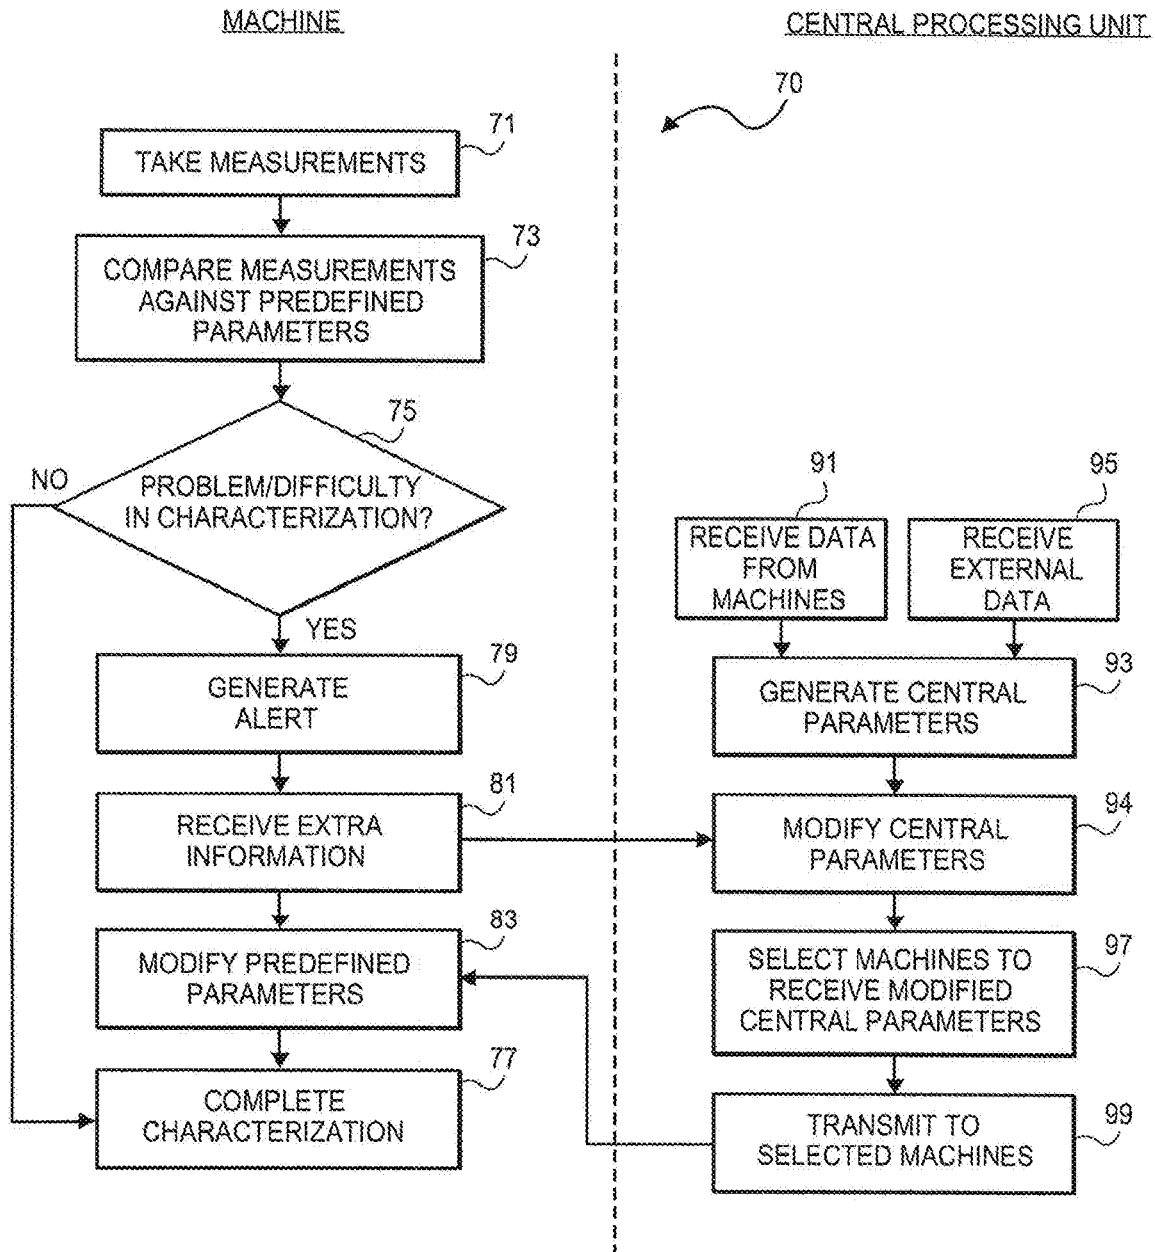 MACHINE
CENTRAL PROCESSING UNIT
70
71
TAKE MEASUREMENTS
73
COMPARE MEASUREMENTS
AGAINST PREDEFINED
PARAMETERS
75
NO
PROBLEM/DIFFICULTY
IN CHARACTERIZATION?
YES
79
GENERATE
ALERT
81
RECEIVE EXTRA
INFORMATION
83
MODIFY PREDEFINED
PARAMETERS
77
COMPLETE
CHARACTERIZATION
91
RECEIVE DATA
FROM
MACHINES
95
RECEIVE
EXTERNAL
DATA
93
GENERATE CENTRAL
PARAMETERS
94
MODIFY CENTRAL
PARAMETERS
97
SELECT MACHINES TO
RECEIVE MODIFIED
CENTRAL PARAMETERS
99
TRANSMIT TO
SELECTED MACHINES